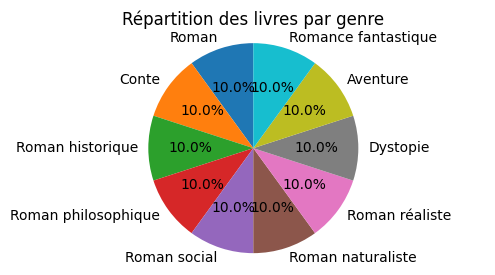 Répartition des livres par genre
Roman
Romance fantastique
10.0%
10.0%
Conte
Aventure
10.0%
10.0%
Roman historique
10.0%
10.0%
Dystopie
10.0%
10.0%
Roman philosophique
Roman réaliste
10.0%
10.0%
Roman social
Roman naturaliste